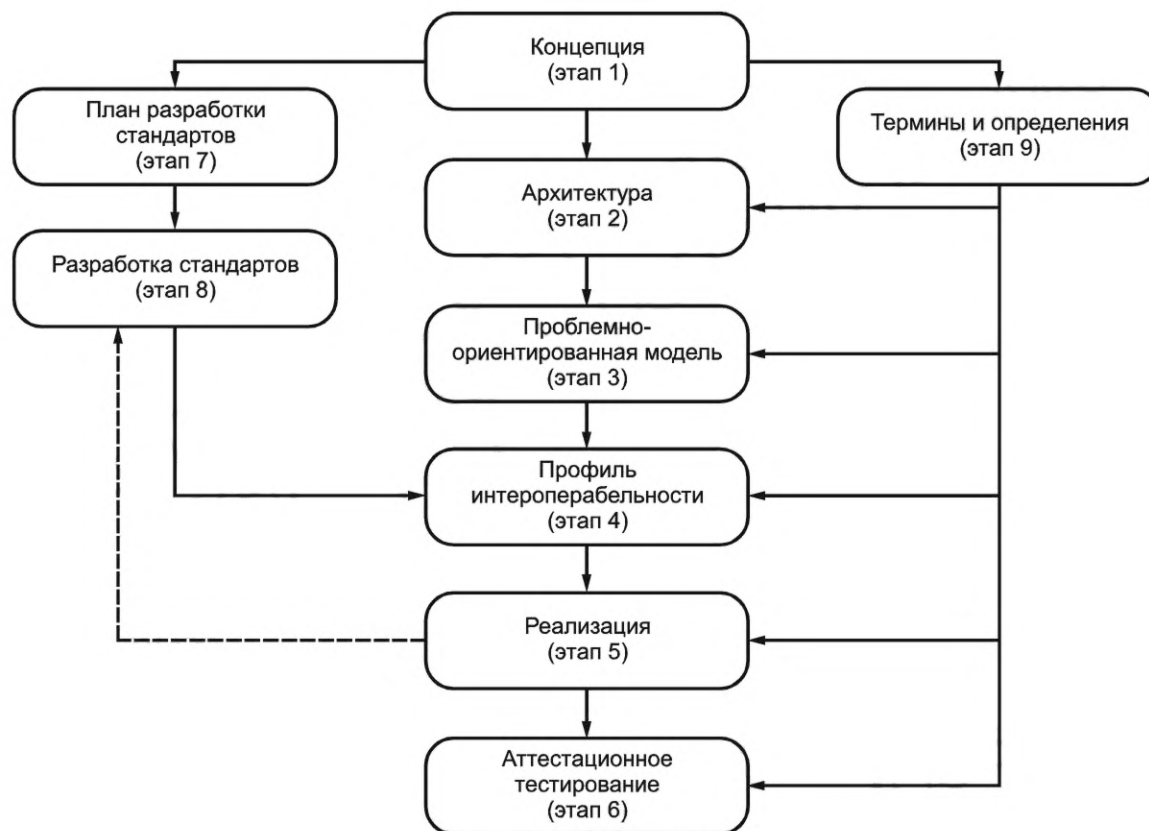 Концепция
(этап 1)
План разработки
стандартов
(этап 7)
Термины и определения
(этап 9)
Архитектура
(этап 2)
Разработка стандартов
(этап 8)
Проблемно-
ориентированная модель
(этап 3)
Профиль
интероперабельности
(этап 4)
Реализация
(этап 5)
Аттестационное
тестирование
(этап 6)